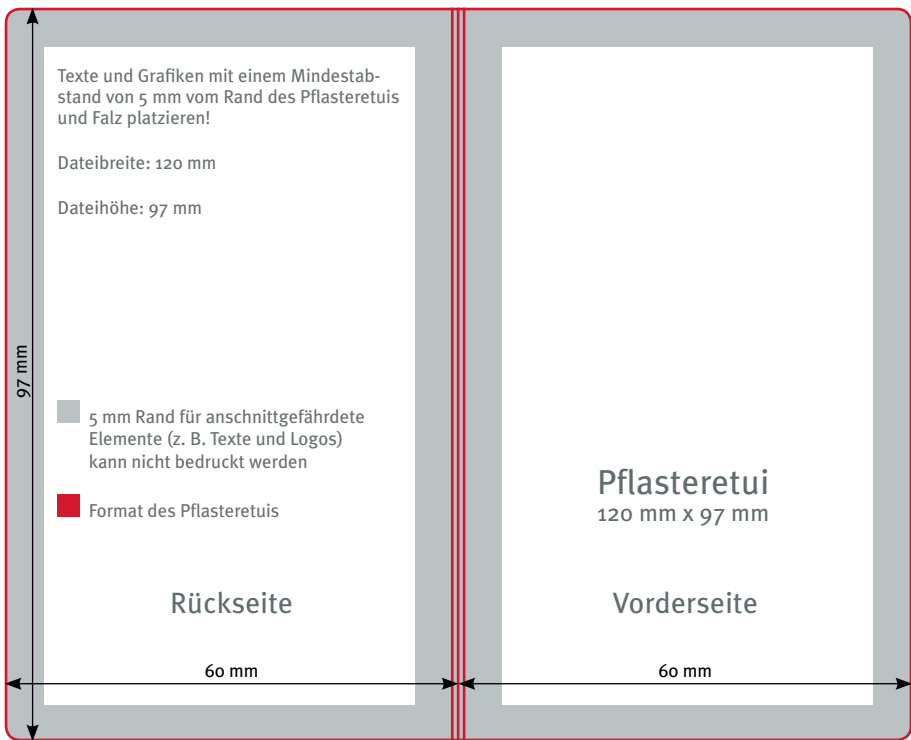 Texte und Grafiken mit einem Mindestab-
stand von 5 mm vom Rand des Pflasteretuis
und Falz platzieren!
Dateibreite: 120 mm
Dateihöhe: 97 mm
97 mm
5 mm Rand für anschnittgefährdete
Elemente (z. B. Texte und Logos)
kann nicht bedruckt werden
Format des Pflasteretuis
Rückseite
60 mm
Pflasteretui
120 mm x 97 mm
Vorderseite
60 mm